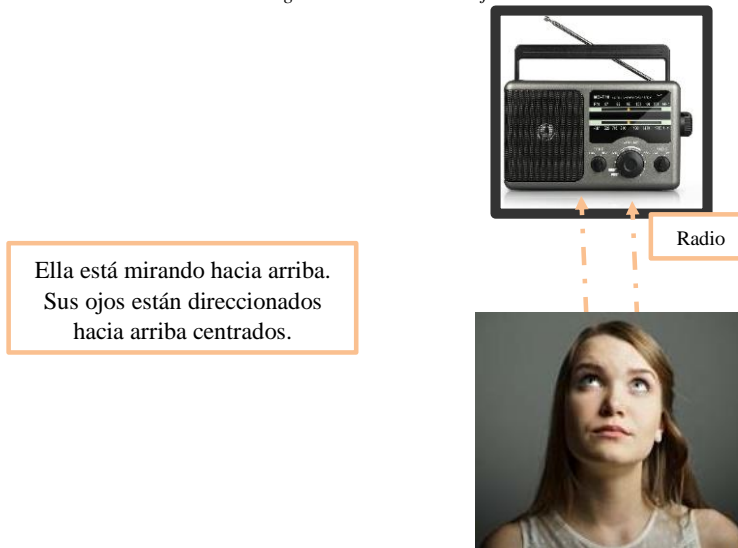 Radio
Ella está mirando hacia arriba.
Sus ojos están direccionados
hacia arriba centrados.